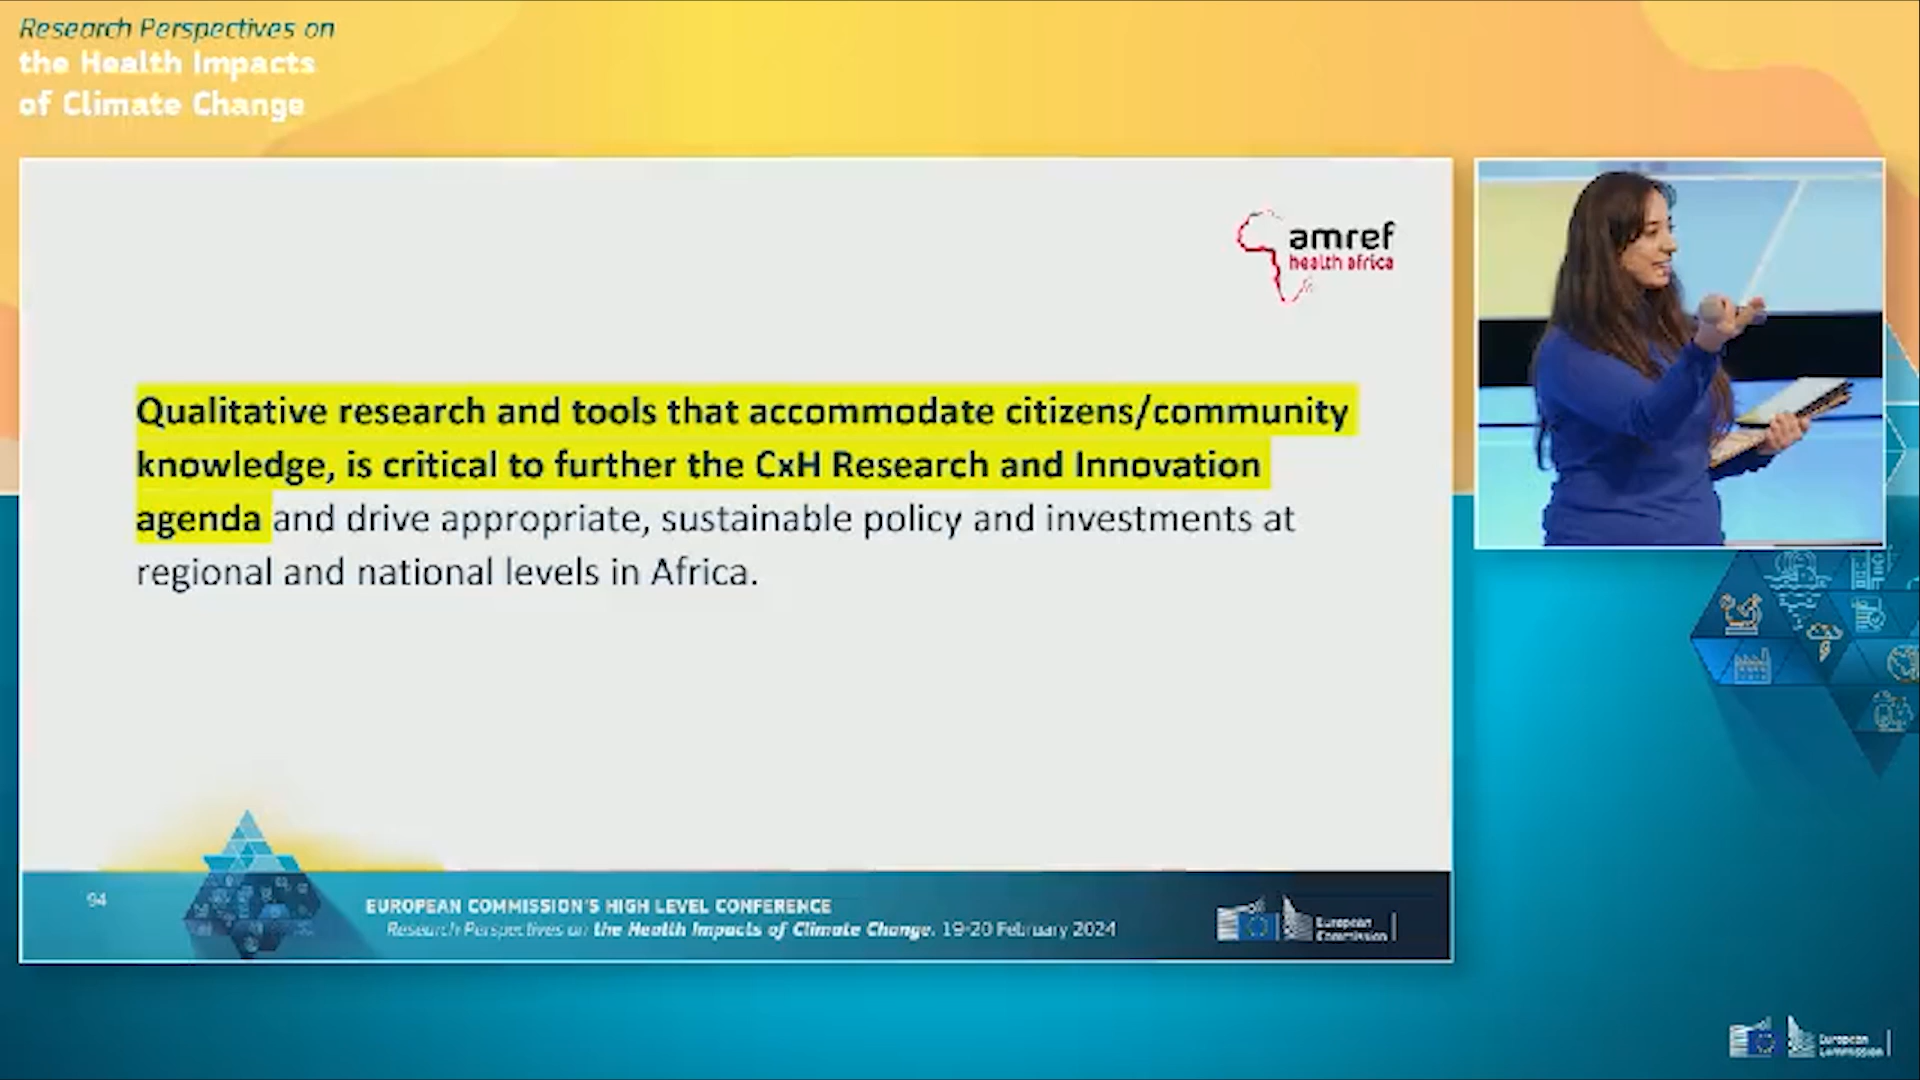 Research Perspectives on
the Health Impacts
of Climate Change
amref
health africa
Qualitative research and tools that accommodate citizens/community
knowledge, is critical to further the CxH Research and Innovation
agenda and drive appropriate, sustainable policy and investments at
regional and national levels in Africa.
94
EUROPEAN COMMISSION'S HIGH LEVEL CONFERENCE
Research Perspectives on the Health Impacts of Climate Change. 19-20 February 2024
European
Commission
European
Commission